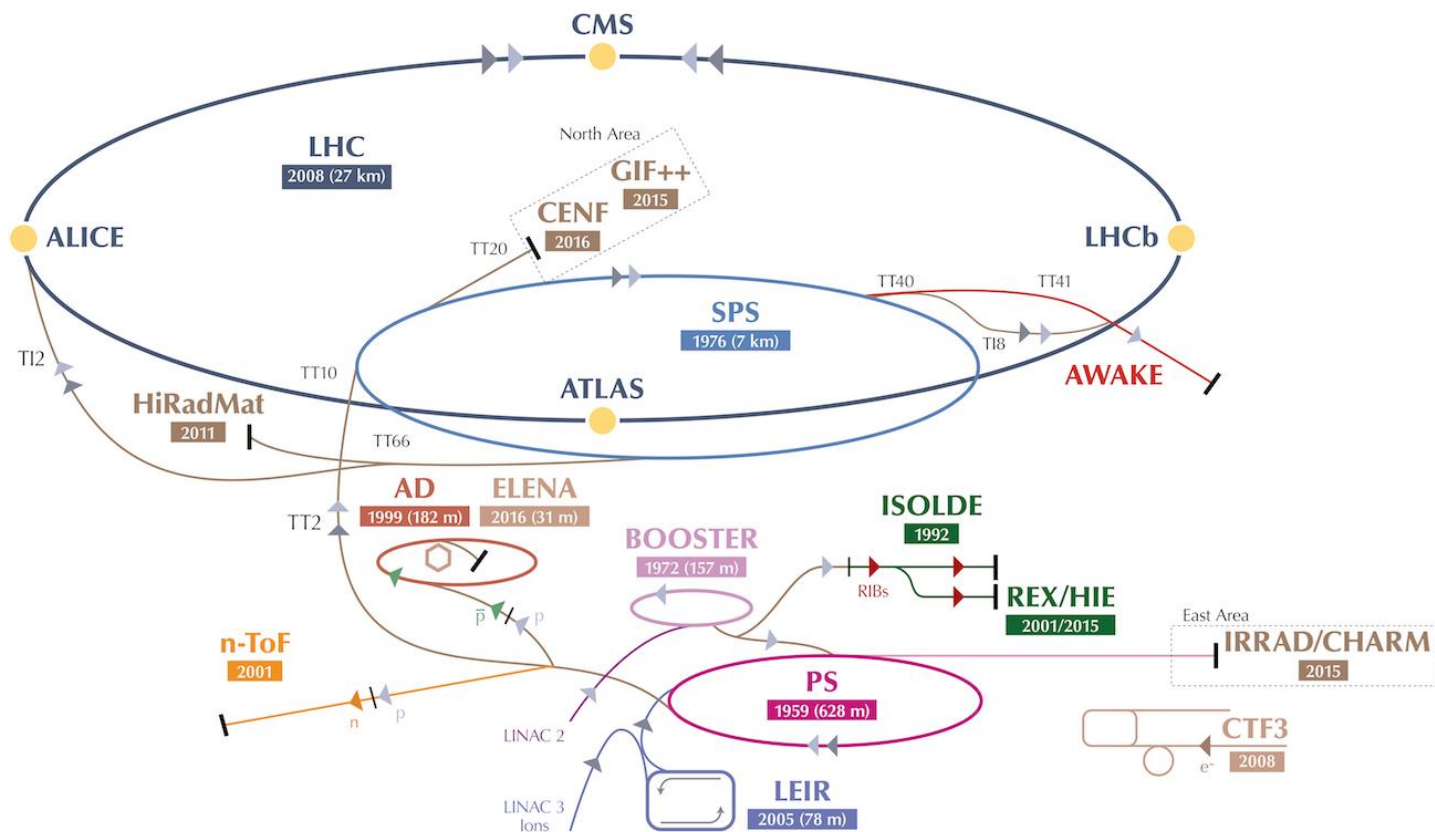 CMS
North Area
LHC
2008 (27 km)
GIF++
2015
CENF
2016
ALICE
LHCb
TT20
TT40
TT41
SPS
1976 (7 km)
TI8
TI2
TT10
AWAKE
ATLAS
HiRadMat
2011
TT66
AD
1999 (182 m)
ELENA
2016 (31 m)
TT2
ISOLDE
1992
BOOSTER
1972 (157 m)
RIBs
REX/HIE
2001/2015
p̅
p
East Area
n-ToF
2001
IRRAD/CHARM
2015
PS
1959 (628 m)
n
p
LINAC 2
CTF3
2008
e-
LEIR
2005 (78 m)
LINAC 3
Ions